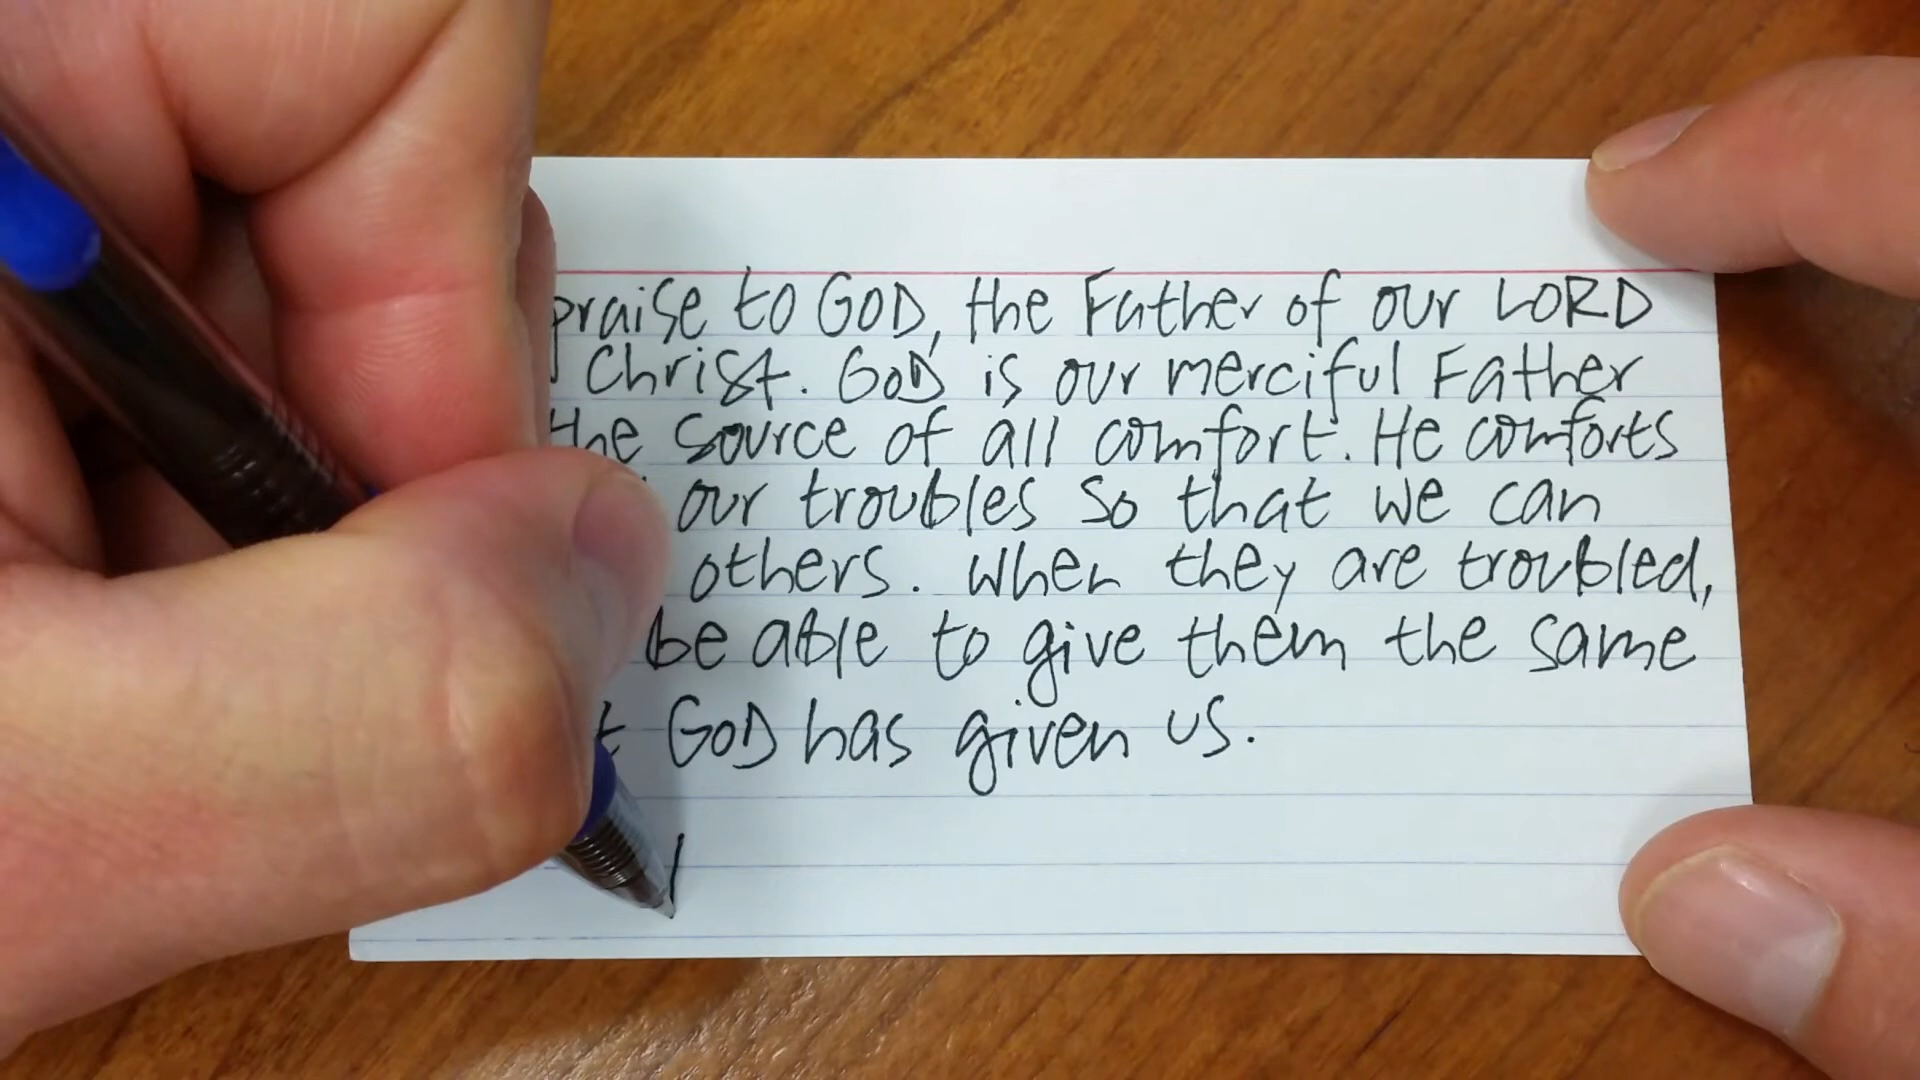 praise to GOD, the Father of our LORD
Christ. GOD is our merciful Father
the source of all comfort. He comforts
our troubles so that we can
others. When they are troubled,
be able to give them the same
GOD has given us.